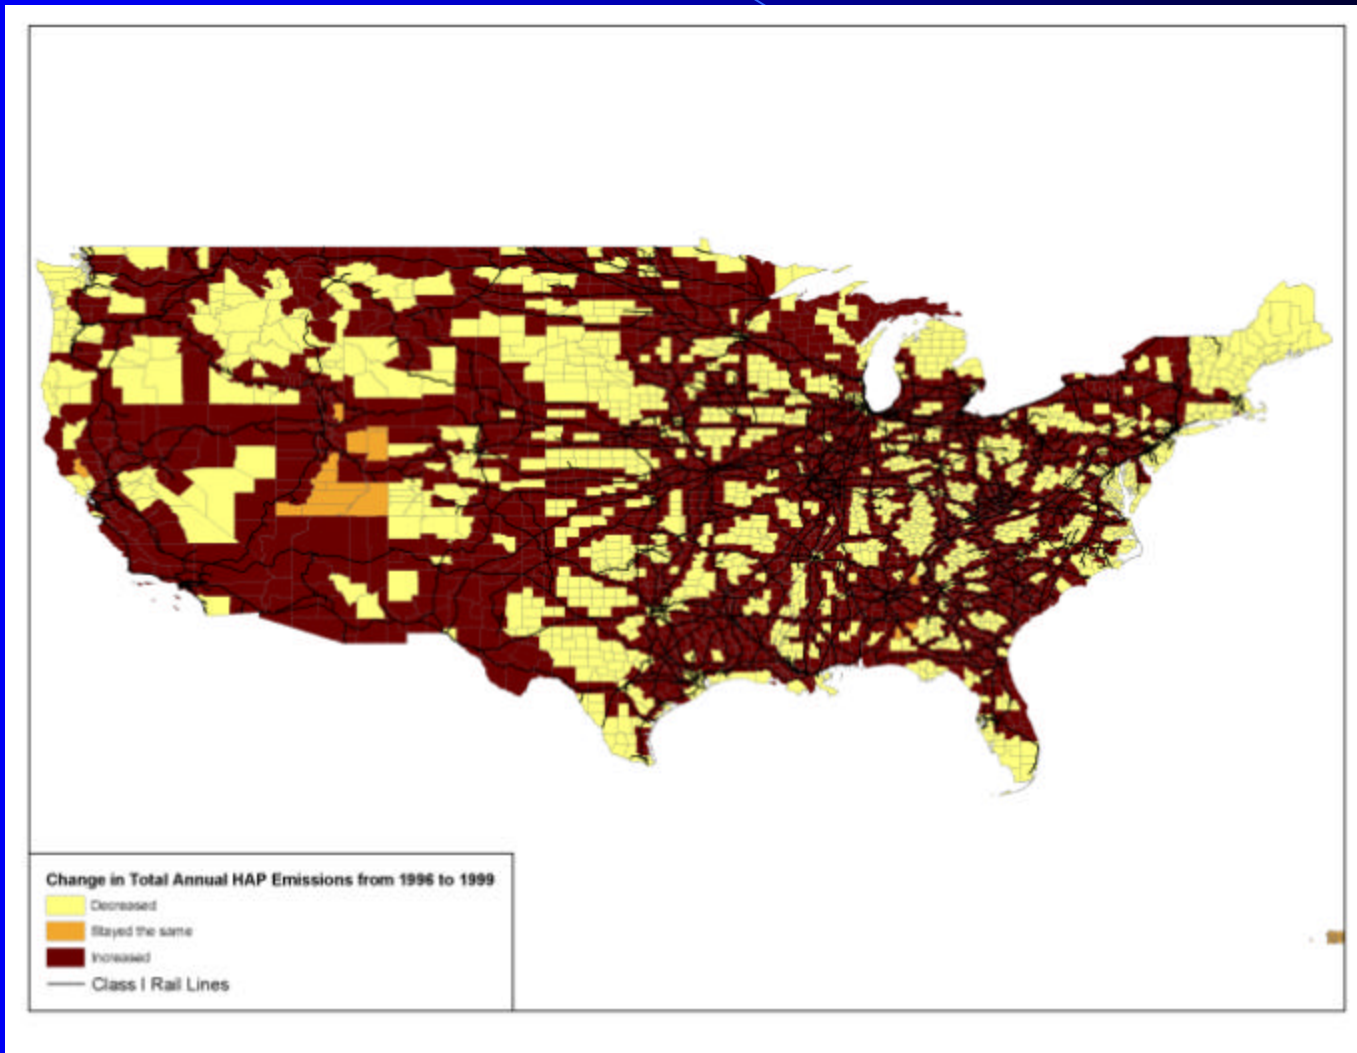 Change in Total Annual HAP Emissions from 1996 to 1999
Decreased
Stayed the same
Increased
Class I Rail Lines